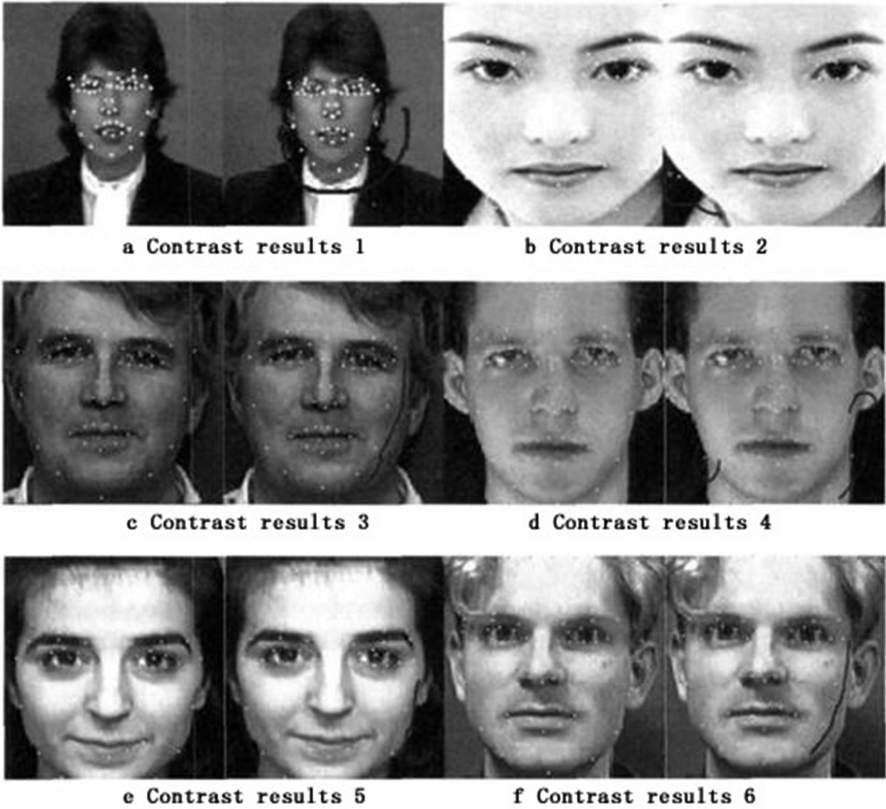 a Contrast results 1
b Contrast results 2
c Contrast results 3
d Contrast results 4
e Contrast results 5
f Contrast results 6